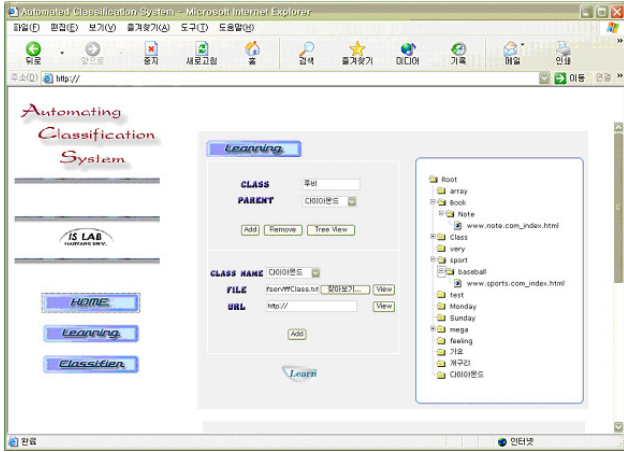 Automated Classification System - Microsoft Internet Explorer
파일(F) 편집(E) 보기(V) 즐겨찾기(A) 도구(T) 도움말(H)
뒤로 앞으로 중지 새로고침 홈 검색 즐겨찾기 미디어 기록 메일 인쇄
주소(D) http:// 이동 연결
Automating
Classification
System
IS LAB
HANYANG UNIV.
HOME
Learning
Classifier
Learning
CLASS 루비
PARENT 다이아몬드
Add Remove Tree View
CLASS NAME 다이아몬드
FILE 찾아보기... View
URL http:// View
Add
Learn
Root
array
Book
Note
www.note.com_index.html
Class
very
sport
baseball
www.sports.com_index.html
test
Monday
Sunday
mega
feeling
가요
개구리
다이아몬드
완료 인터넷